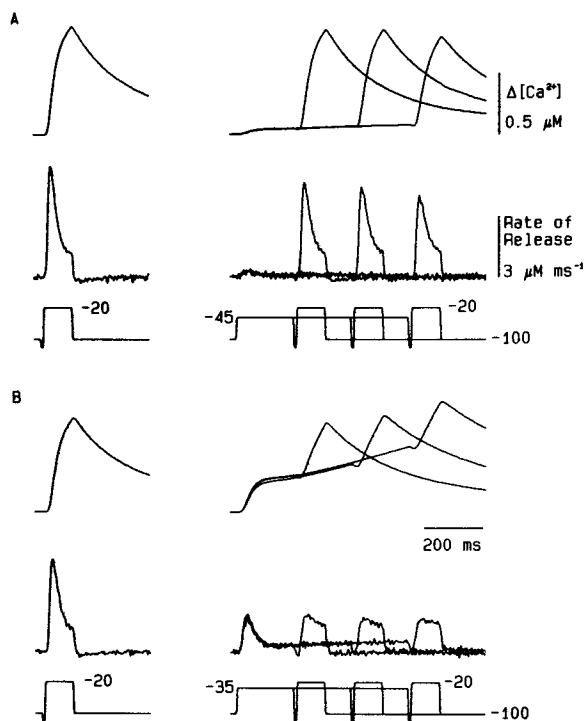 A
Δ[Ca²⁺]
0.5 μM
Rate of
Release
3 μM ms⁻¹
-20
-45
-20
-100
B
200 ms
-20
-35
-20
-100